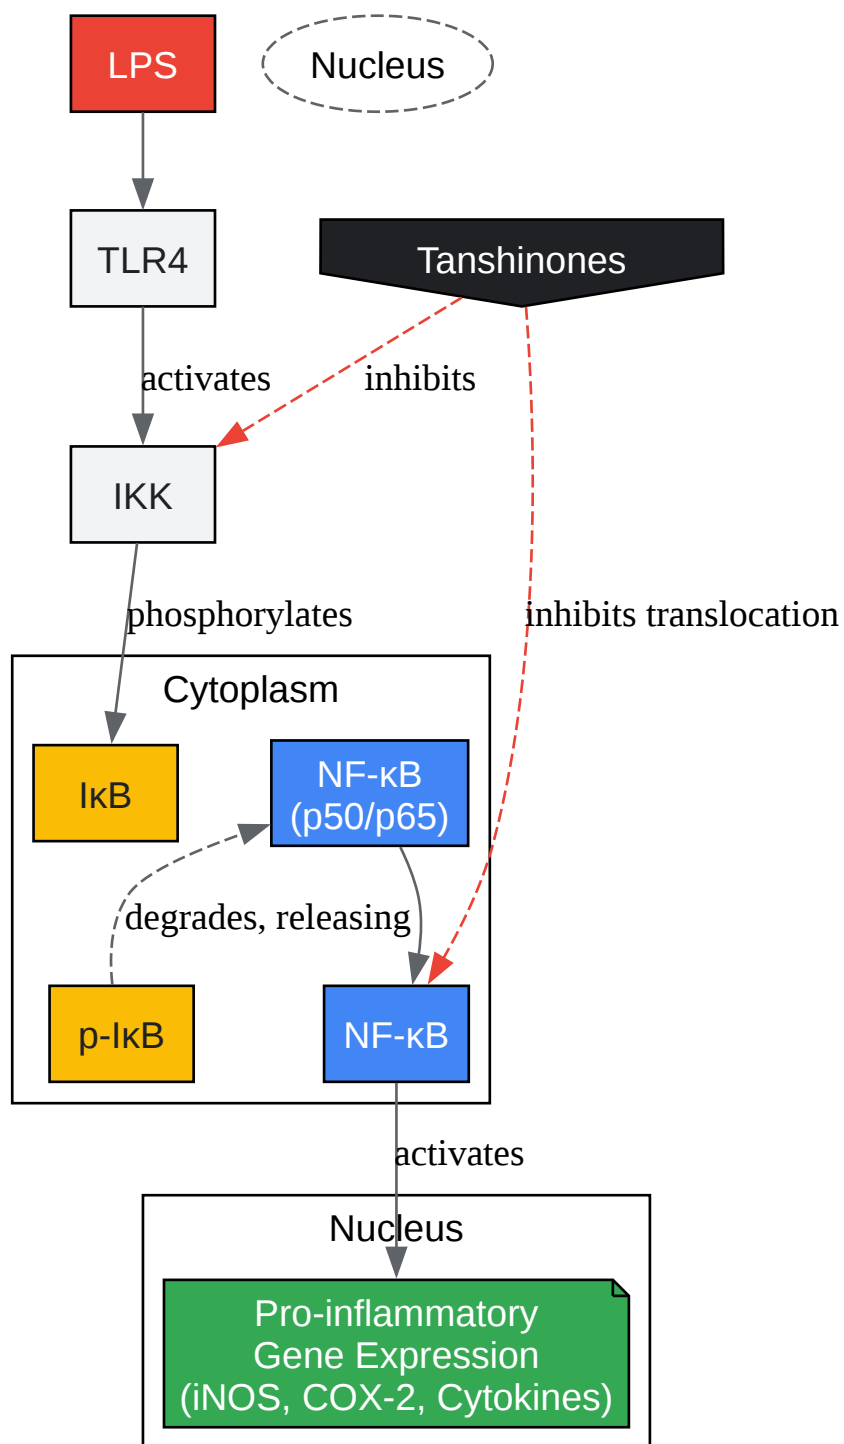 LPS
Nucleus
TLR4
Tanshinones
activates
inhibits
IKK
phosphorylates
inhibits translocation
Cytoplasm
IκB
NF-κB
(p50/p65)
degrades, releasing
p-IκB
NF-κB
activates
Nucleus
Pro-inflammatory
Gene Expression
(iNOS, COX-2, Cytokines)